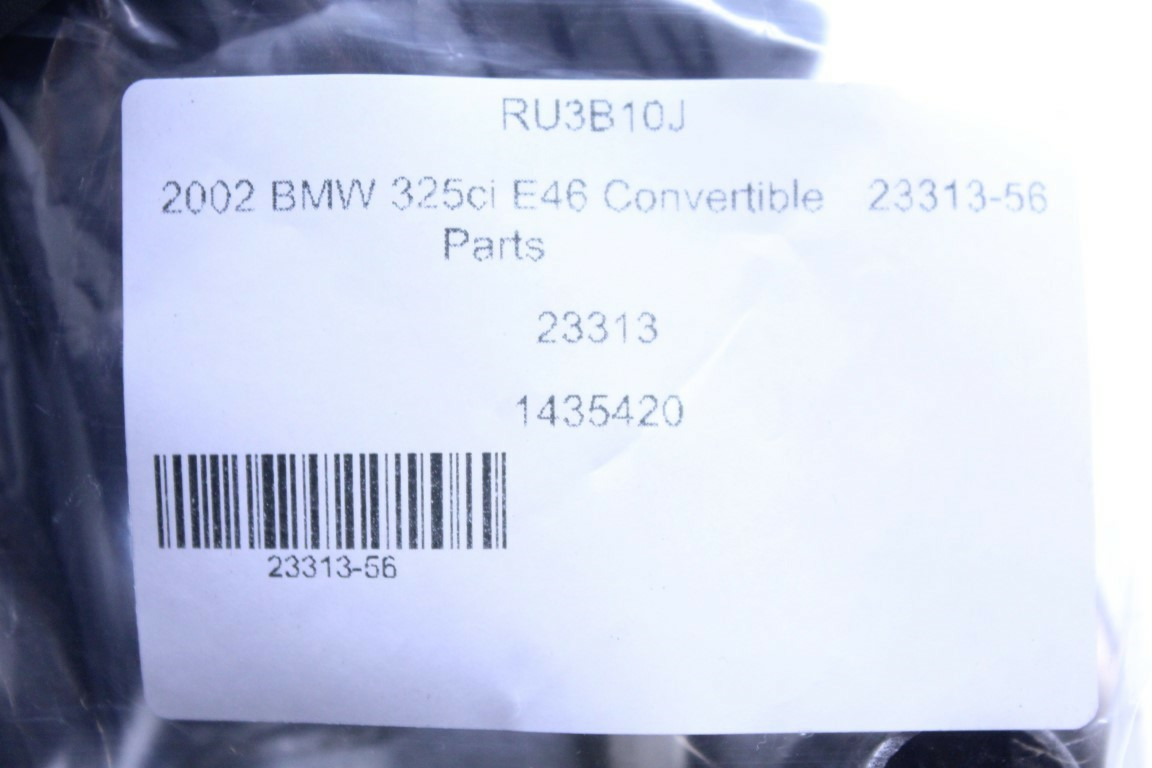 RU3B10J
2002 BMW 325ci E46 Convertible 23313-56
Parts
23313
1435420
23313-56